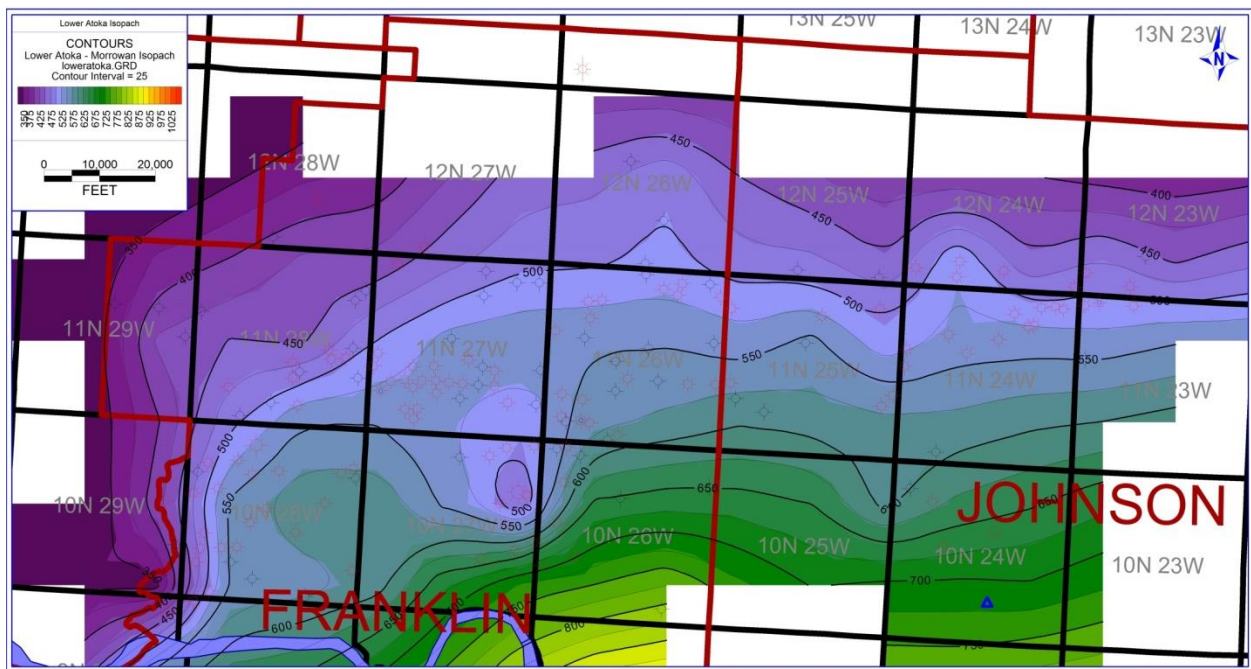 Lower Atoka Isopach
CONTOURS
Lower Atoka - Morrowan Isopach
loweratoka.GRD
Contour Interval = 25
350 375 425 475 525 575 625 675 725 775 825 875 925 975 1025
0 10,000 20,000
FEET
N
13N 25W
13N 24W
13N 23W
12N 28W
12N 27W
12N 26W
12N 25W
12N 24W
12N 23W
450
400
450
450
350
400
500
500
11N 29W
11N 28W
11N 27W
11N 26W
11N 25W
11N 24W
11N 23W
450
550
550
500
550
600
500
550
650
650
10N 29W
10N 28W
10N 26W
10N 25W
10N 24W
10N 23W
JOHNSON
700
FRANKLIN
450
600
650
800